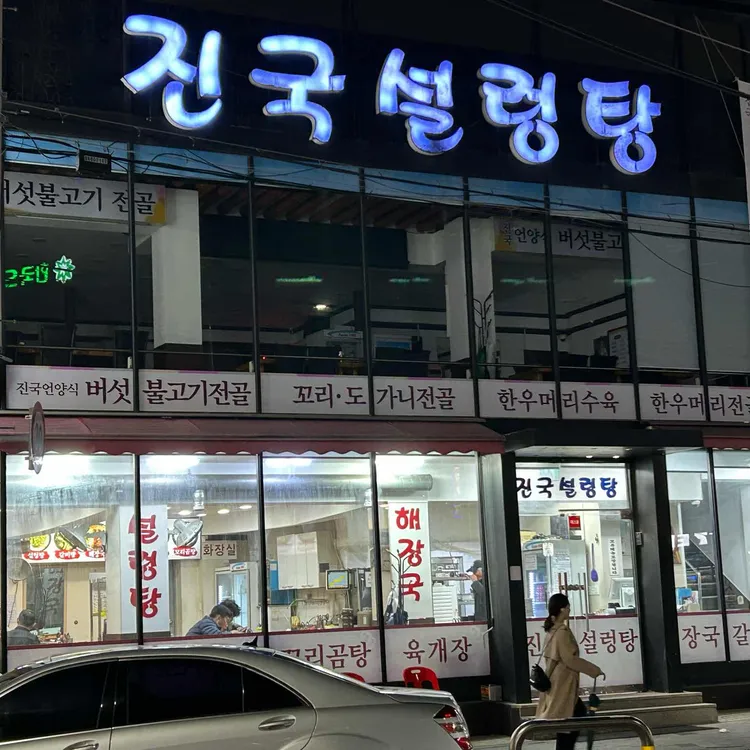 진국설렁탕
버섯불고기 전골
진국 언양식 버섯불고
진국언양식 버섯불고기전골
꼬리·도가니전골
한우머리수육
한우머리전골
진국설렁탕
설렁탕
해장국
화장실
꼬리곰탕
육개장
설렁탕
장국 갈